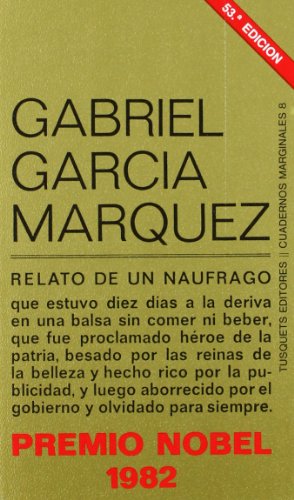 53.ª EDICION
GABRIEL
GARCIA
MARQUEZ
RELATO DE UN NAUFRAGO
que estuvo diez dias a la deriva
en una balsa sin comer ni beber,
que fue proclamado héroe de la
patria, besado por las reinas de
la belleza y hecho rico por la pu-
blicidad, y luego aborrecido por el
gobierno y olvidado para siempre.
PREMIO NOBEL
1982
TUSQUETS EDITORES | CUADERNOS MARGINALES 8